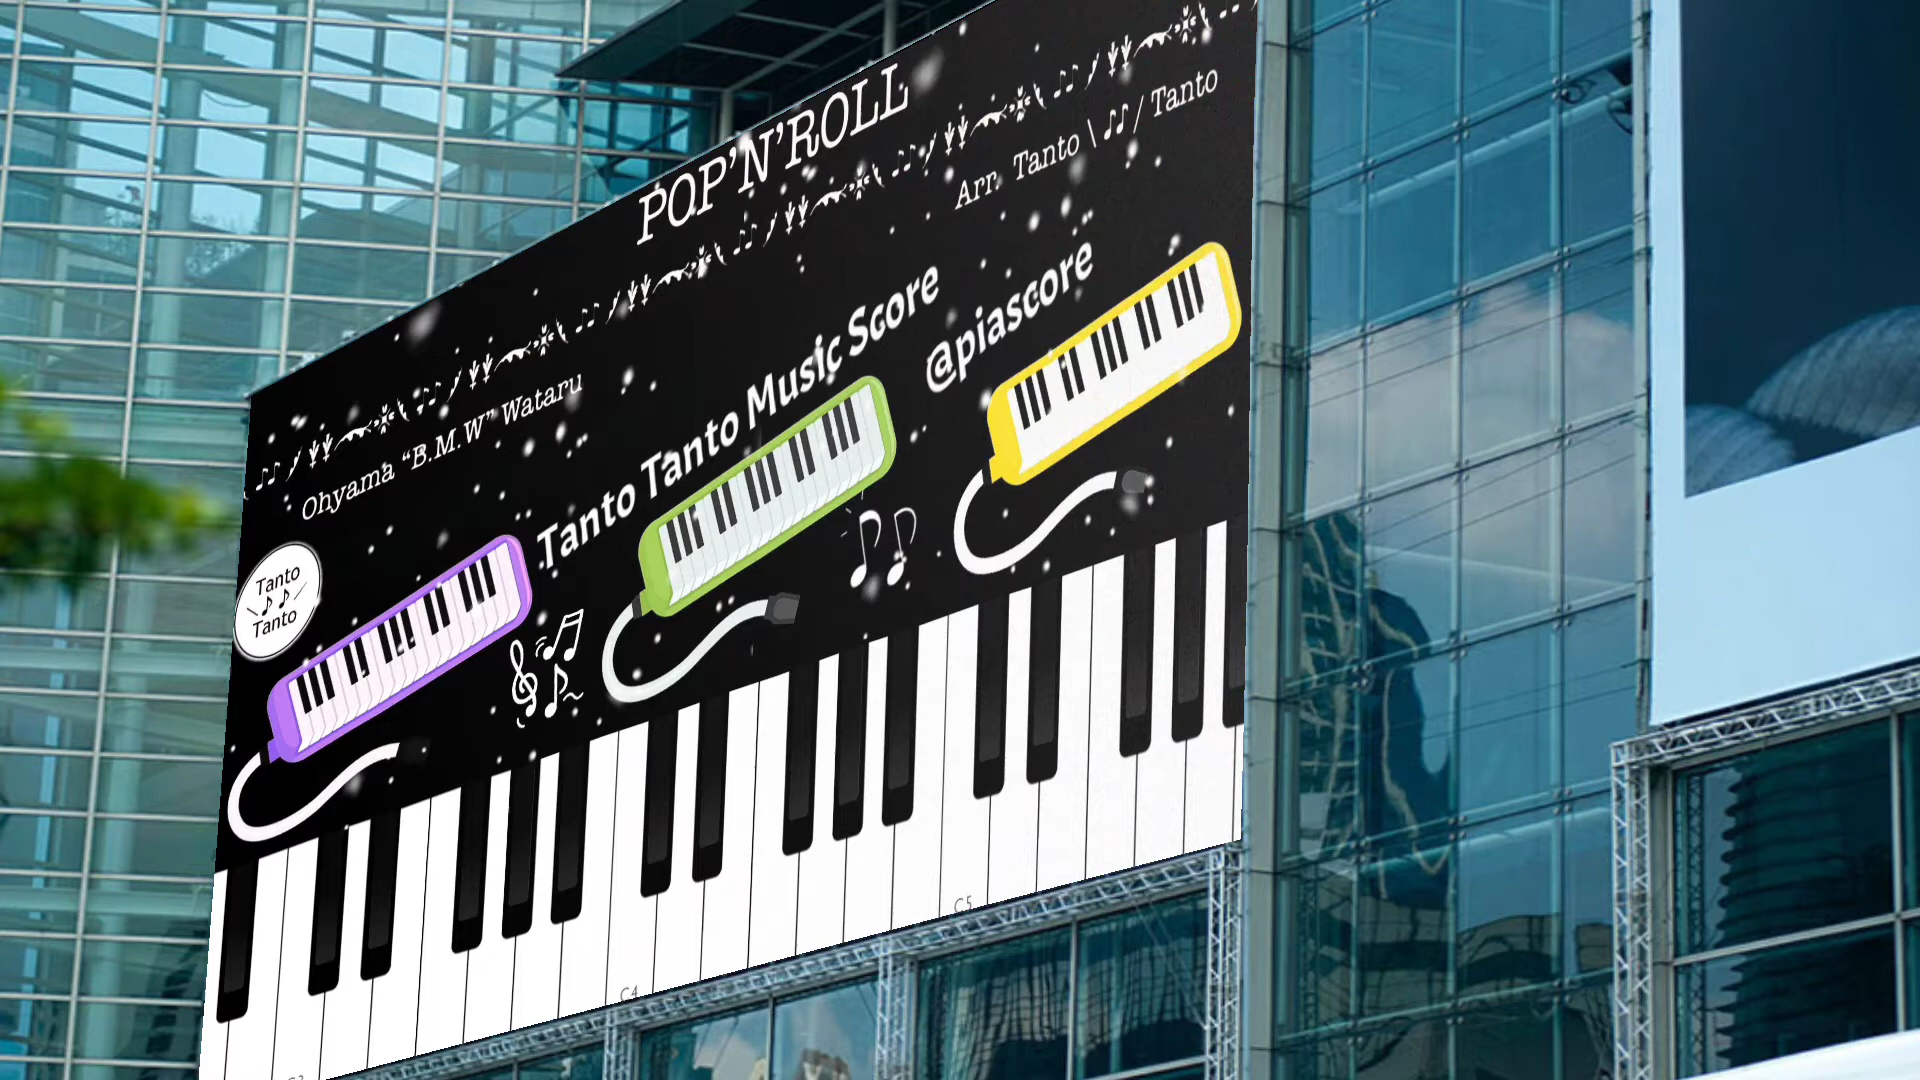 POP’N’ROLL
Arr. Tanto \ ♪♫ / Tanto
Ohyama “B.M.W” Wataru
Tanto Tanto Music Score
@piascore
Tanto
\ ♪ ♪ /
Tanto
C5
C4